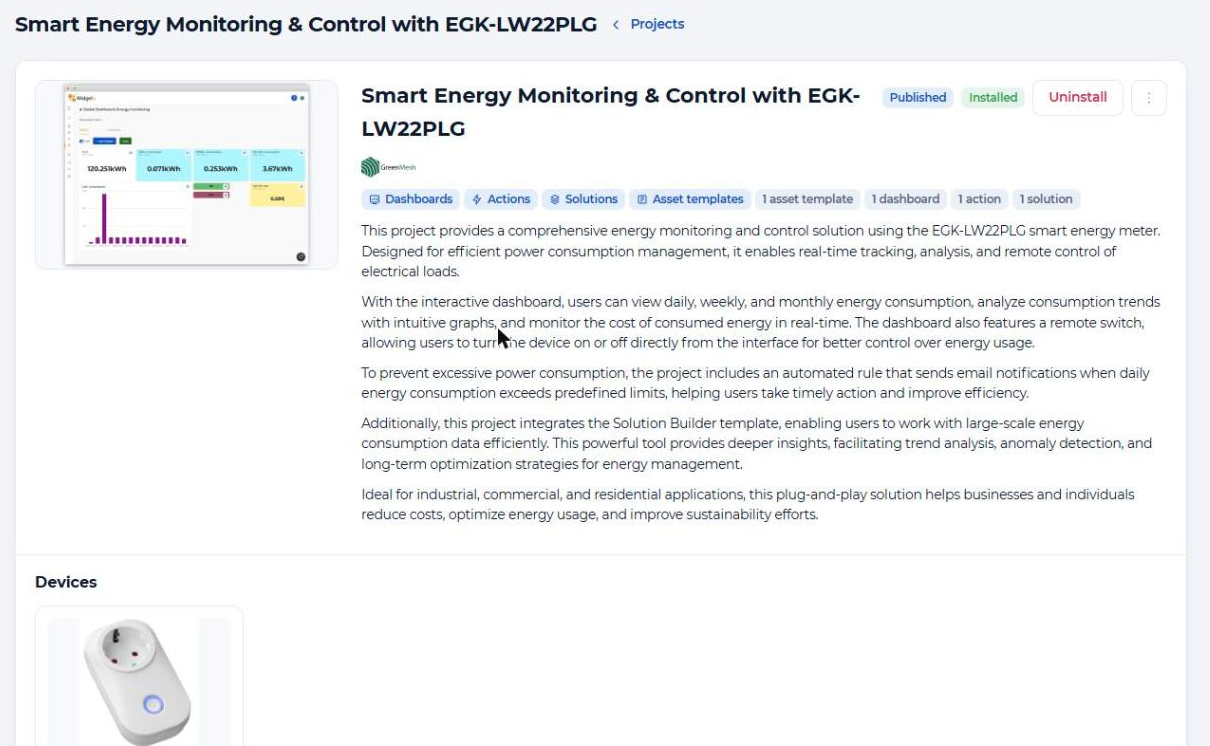 Smart Energy Monitoring & Control with EGK-LW22PLG
Projects
Smart Energy Monitoring & Control with EGK-
LW22PLG
Published
Installed
Uninstall
GreenMesh
Dashboards
Actions
Solutions
Asset templates
1 asset template
1 dashboard
1 action
1 solution
This project provides a comprehensive energy monitoring and control solution using the EGK-LW22PLG smart energy meter.
Designed for efficient power consumption management, it enables real-time tracking, analysis, and remote control of
electrical loads.
With the interactive dashboard, users can view daily, weekly, and monthly energy consumption, analyze consumption trends
with intuitive graphs, and monitor the cost of consumed energy in real-time. The dashboard also features a remote switch,
allowing users to turn the device on or off directly from the interface for better control over energy usage.
To prevent excessive power consumption, the project includes an automated rule that sends email notifications when daily
energy consumption exceeds predefined limits, helping users take timely action and improve efficiency.
Additionally, this project integrates the Solution Builder template, enabling users to work with large-scale energy
consumption data efficiently. This powerful tool provides deeper insights, facilitating trend analysis, anomaly detection, and
long-term optimization strategies for energy management.
Ideal for industrial, commercial, and residential applications, this plug-and-play solution helps businesses and individuals
reduce costs, optimize energy usage, and improve sustainability efforts.
120.251kWh
0.071kWh
0.253kWh
3.67kWh
Devices